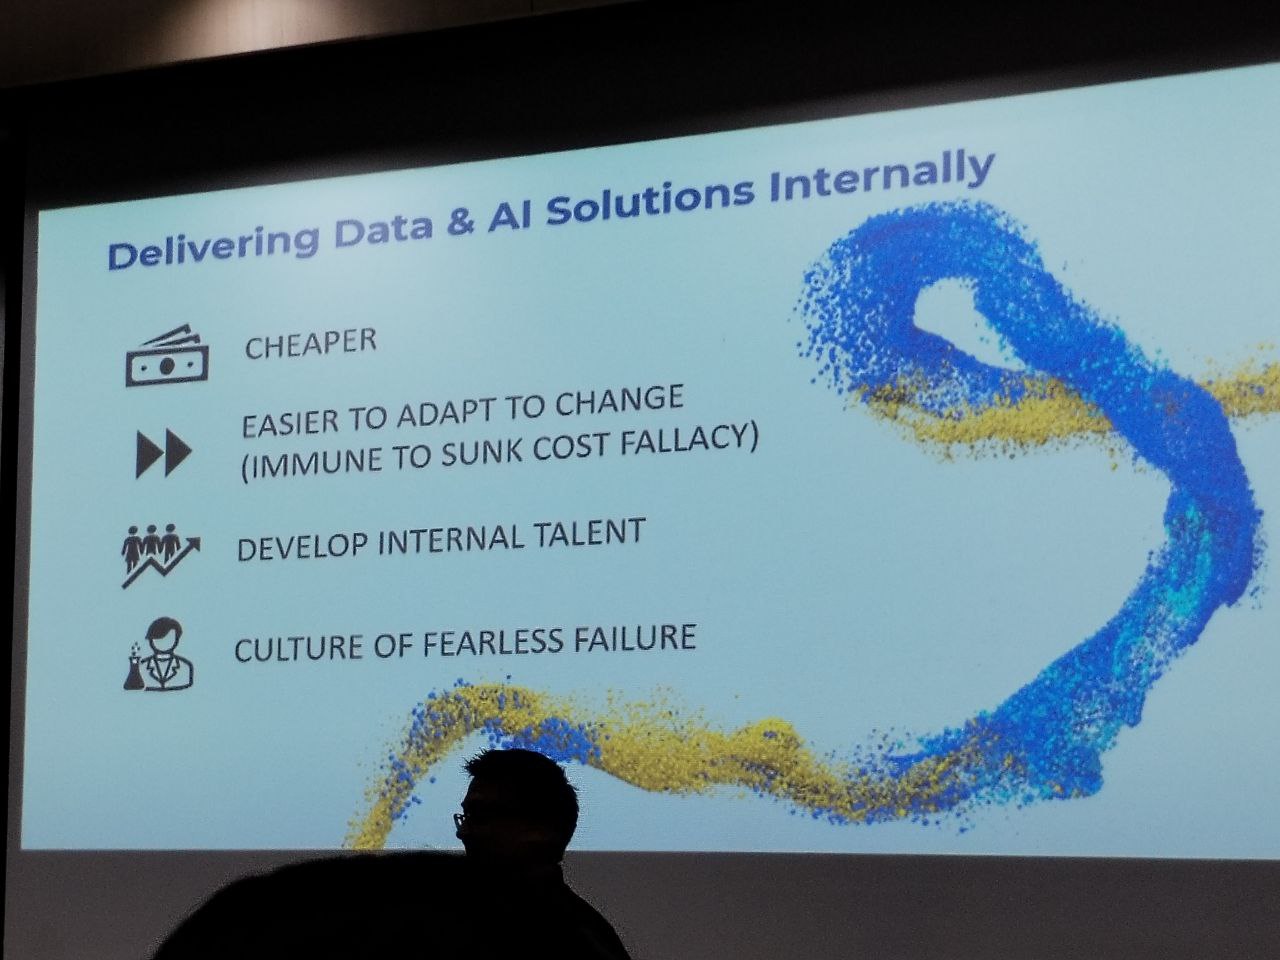 Delivering Data & AI Solutions Internally
CHEAPER
EASIER TO ADAPT TO CHANGE
(IMMUNE TO SUNK COST FALLACY)
DEVELOP INTERNAL TALENT
CULTURE OF FEARLESS FAILURE